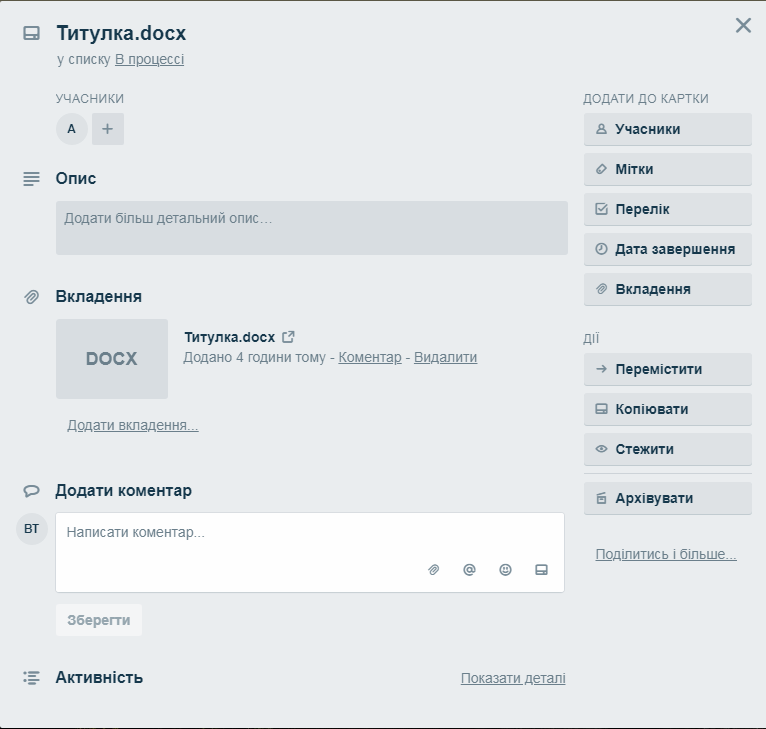 Титулка.docx
у списку В процессі
УЧАСНИКИ
А
Опис
Додати більш детальний опис…
Вкладення
DOCX
Титулка.docx
Додано 4 години тому - Коментар - Видалити
Додати вкладення...
Додати коментар
ВТ
Написати коментар...
Зберегти
Активність
Показати деталі
ДОДАТИ ДО КАРТКИ
Учасники
Мітки
Перелік
Дата завершення
Вкладення
ДІЇ
Перемістити
Копіювати
Стежити
Архівувати
Поділитись і більше...